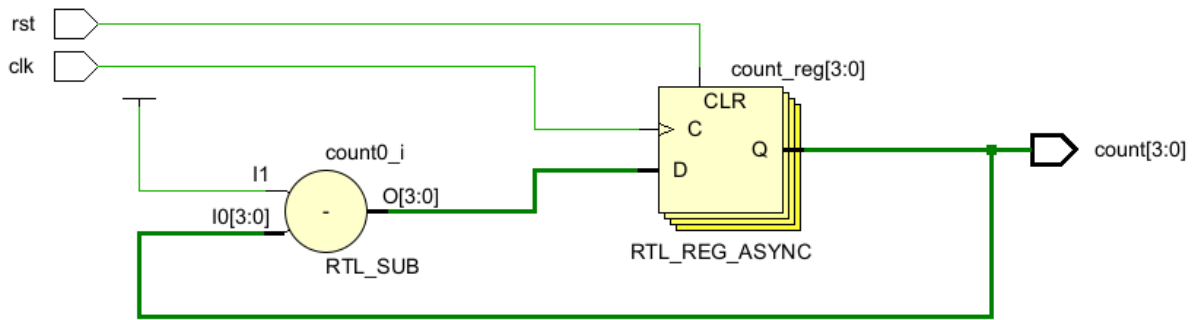 rst
clk
count_reg[3:0]
CLR
C
Q
D
RTL_REG_ASYNC
count[3:0]
count0_i
I1
I0[3:0]
-
O[3:0]
RTL_SUB